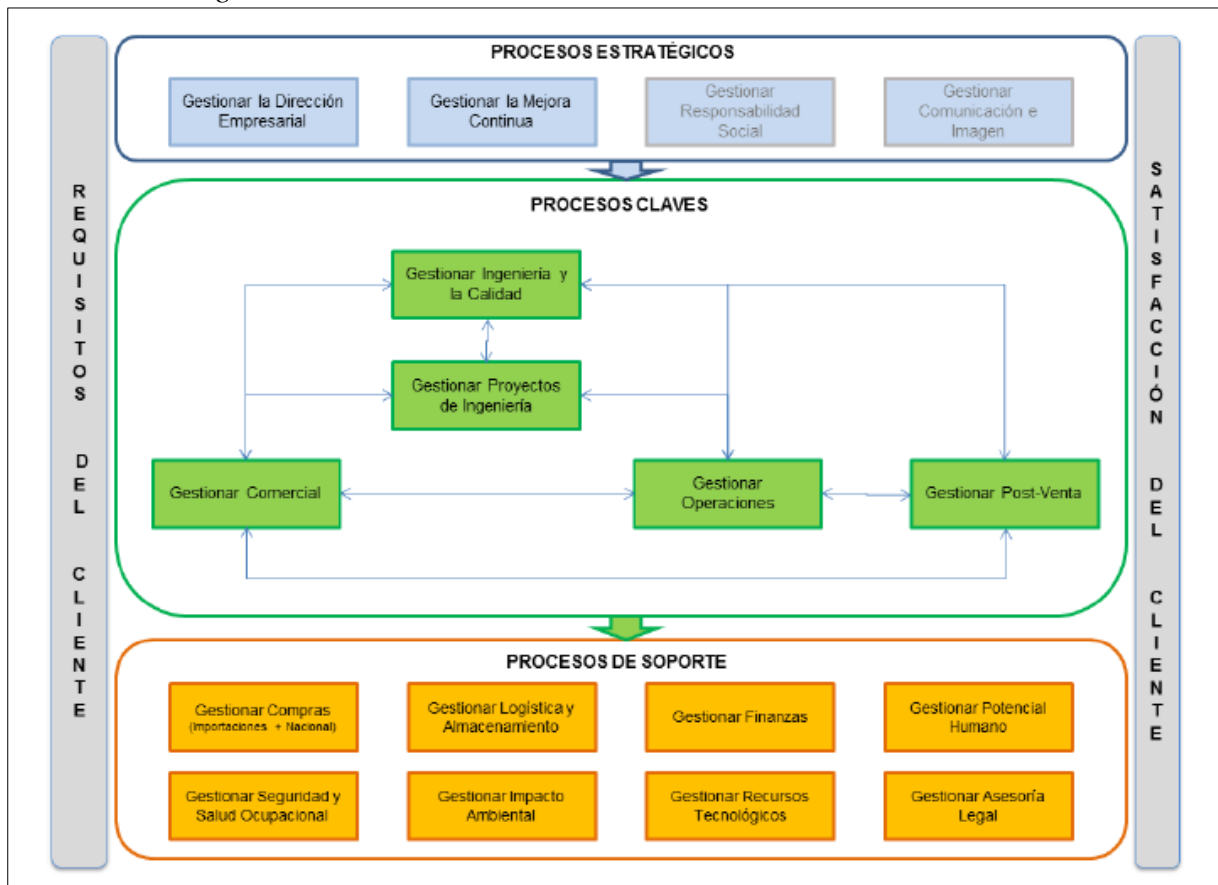 PROCESOS ESTRATÉGICOS
Gestionar la Dirección
Empresarial
Gestionar la Mejora
Continua
Gestionar
Responsabilidad
Social
Gestionar
Comunicación e
Imagen
REQUISITOS DEL CLIENTE
PROCESOS CLAVES
Gestionar Ingenieria y
la Calidad
Gestionar Proyectos
de Ingeniería
Gestionar Comercial
Gestionar
Operaciones
Gestionar Post-Venta
SATISFACCIÓN DEL CLIENTE
PROCESOS DE SOPORTE
Gestionar Compras
(Importaciones + Nacional)
Gestionar Logística y
Almacenamiento
Gestionar Finanzas
Gestionar Potencial
Humano
Gestionar Seguridad y
Salud Ocupacional
Gestionar Impacto
Ambiental
Gestionar Recursos
Tecnológicos
Gestionar Asesoría
Legal